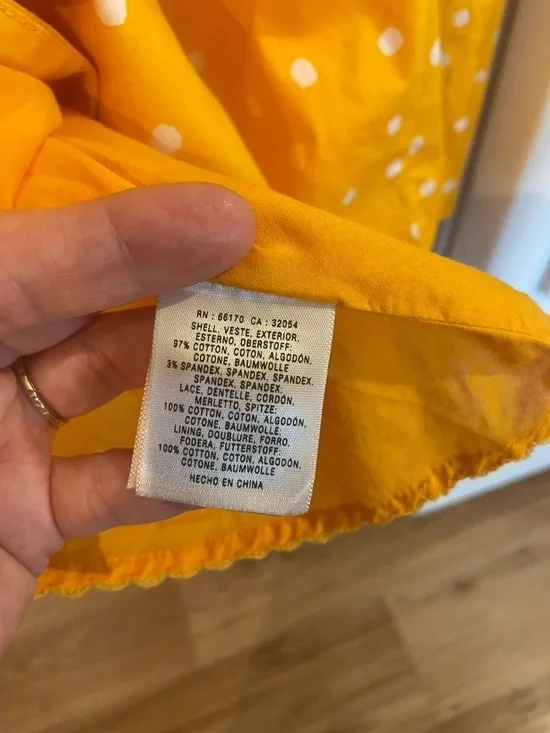 RN : 66170 CA : 32054
SHELL, VESTE, EXTERIOR,
ESTERNO, OBERSTOFF:
97% COTTON, COTON, ALGODÓN,
COTONE, BAUMWOLLE
3% SPANDEX, SPANDEX, SPANDEX,
SPANDEX, SPANDEX.
LACE, DENTELLE, CORDÓN,
MERLETTO, SPITZE:
100% COTTON, COTON, ALGODÓN,
COTONE, BAUMWOLLE:
LINING, DOUBLURE, FORRO,
FODERA, FUTTERSTOFF:
100% COTTON, COTON, ALGODÓN,
COTONE, BAUMWOLLE
HECHO EN CHINA